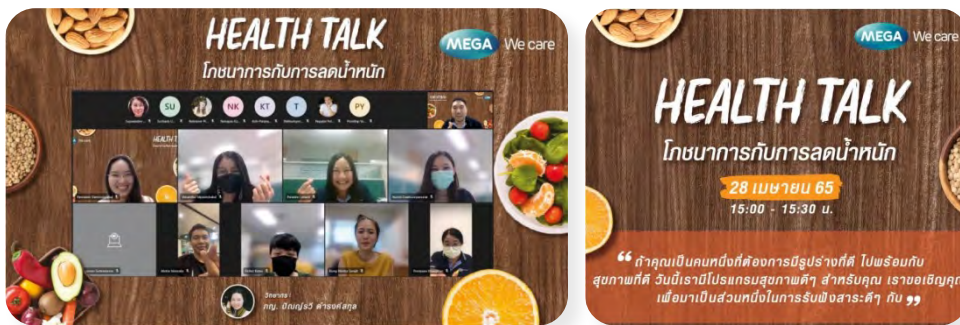 HEALTH TALK
โภชนาการกับการลดน้ำหนัก
MEGA We care
SU
NK
KT
T
PY
วิทยากร
ภญ. ปัญญ์รวี ดำรงค์สกุล
MEGA We care
HEALTH TALK
โภชนาการกับการลดน้ำหนัก
28 เมษายน 65
15:00 - 15:30 น.
“ ถ้าคุณเป็นคนหนึ่งที่ต้องการมีรูปร่างที่ดี ไปพร้อมกับ
สุขภาพที่ดี วันนี้เรามีโปรแกรมสุขภาพดีๆ สำหรับคุณ เราขอเชิญคุณ
เพื่อมาเป็นส่วนหนึ่งในการรับฟังสาระดีๆ กับ ”